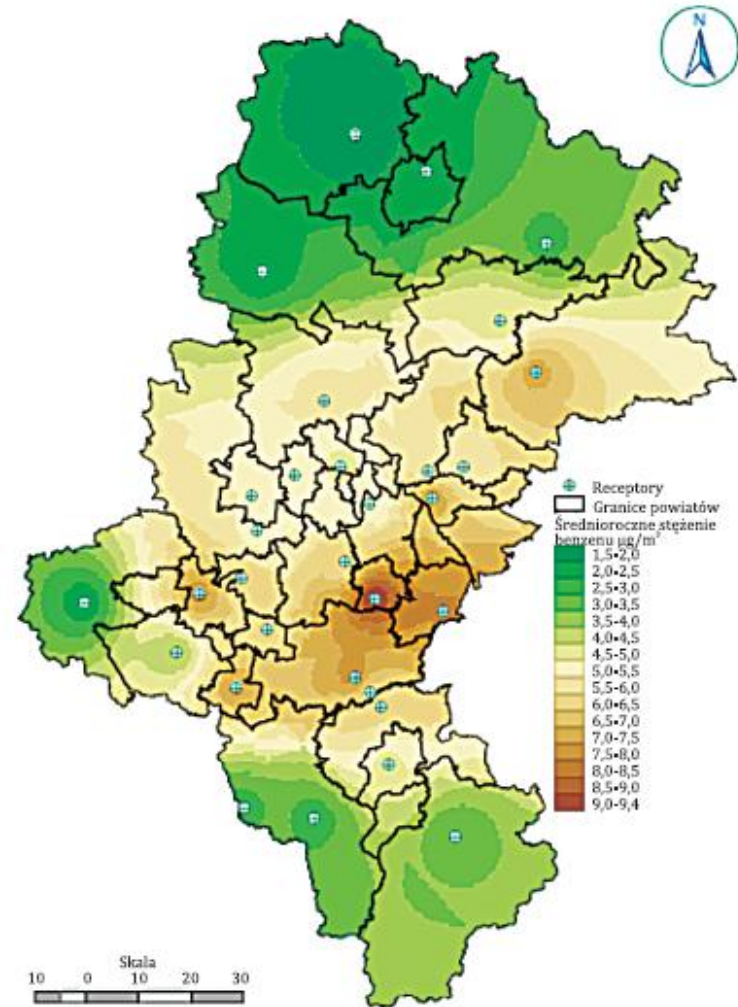 N
Receptory
Granice powiatów
Średnioroczne stężenie
benzenu µg/m³
1,5•2,0
2,0•2,5
2,5•3,0
3,0•3,5
3,5-4,0
4,0•4,5
4,5-5,0
5,0•5,5
5,5-6,0
6,0•6,5
6,5•7,0
7,0-7,5
7,5•8,0
8,0-8,5
8,5•9,0
9,0-9,4
Skala
10 0 10 20 30